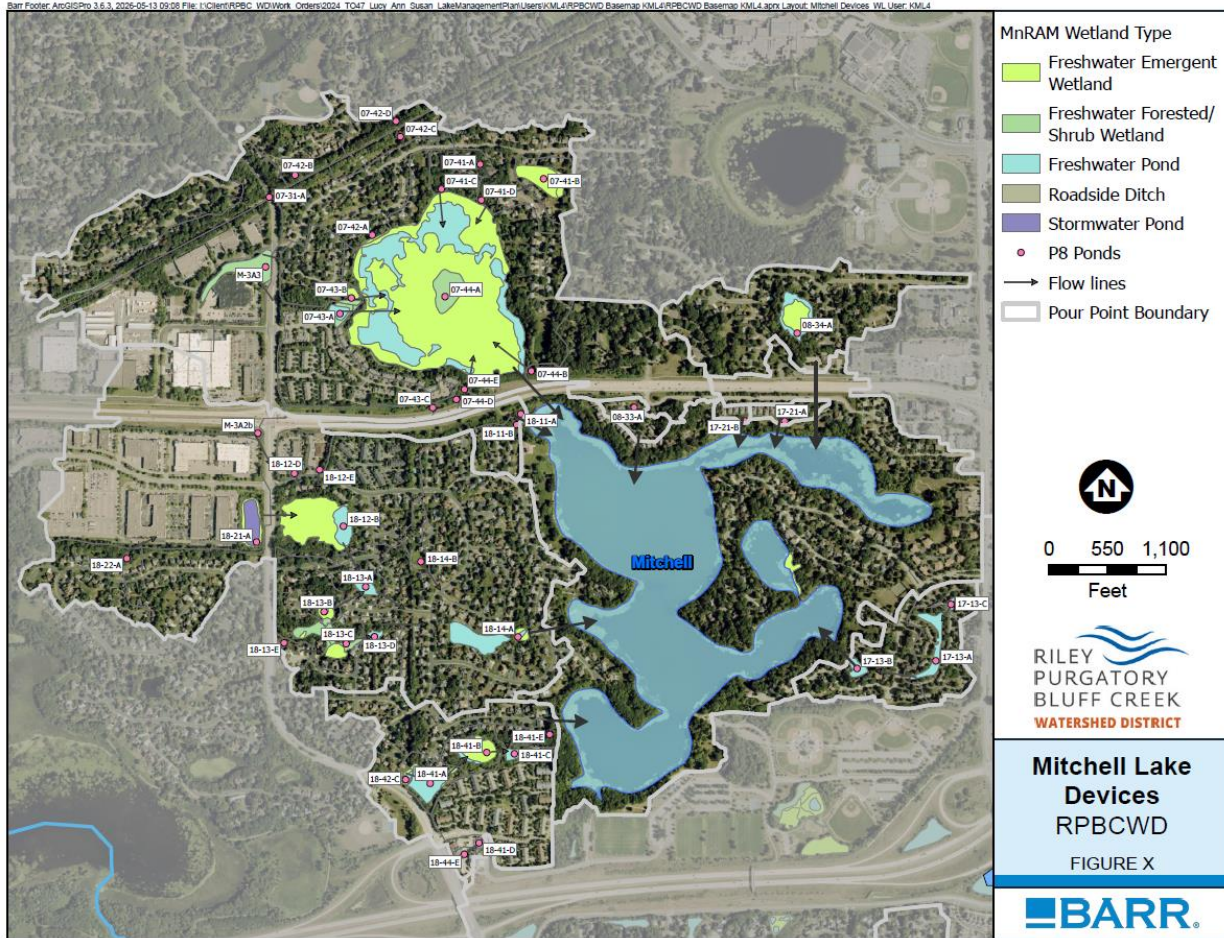 Barr Footer: ArcGISPro 3.6.3, 2026-05-13 09:08 File: I:\Client\RPBC_WD\Work_Orders\2024_TO47_Lucy_Ann_Susan_LakeManagementPlan\Users\KML4\RPBCWD Basemap KML4\RPBCWD Basemap KML4.aprx Layout: Mitchell Devices_WL User: KML4
07-42-D
07-42-C
07-42-B
07-41-A
07-41-B
07-41-C
07-41-D
07-31-A
07-42-A
M-3A3
07-43-B
07-44-A
07-43-A
08-34-A
07-44-B
07-44-E
07-44-D
07-43-C
08-33-A
17-21-A
17-21-B
18-11-A
18-11-B
M-3A2b
18-12-D
18-12-E
18-12-B
18-21-A
18-22-A
18-14-B
Mitchell
18-13-A
18-13-B
17-13-C
18-14-A
18-13-C
18-13-D
18-13-E
17-13-B
17-13-A
18-41-E
18-41-B
18-41-C
18-42-C
18-41-A
18-41-D
18-44-E
MnRAM Wetland Type
Freshwater Emergent
Wetland
Freshwater Forested/
Shrub Wetland
Freshwater Pond
Roadside Ditch
Stormwater Pond
P8 Ponds
Flow lines
Pour Point Boundary
N
0 550 1,100
Feet
RILEY
PURGATORY
BLUFF CREEK
WATERSHED DISTRICT
Mitchell Lake
Devices
RPBCWD
FIGURE X
BARR®